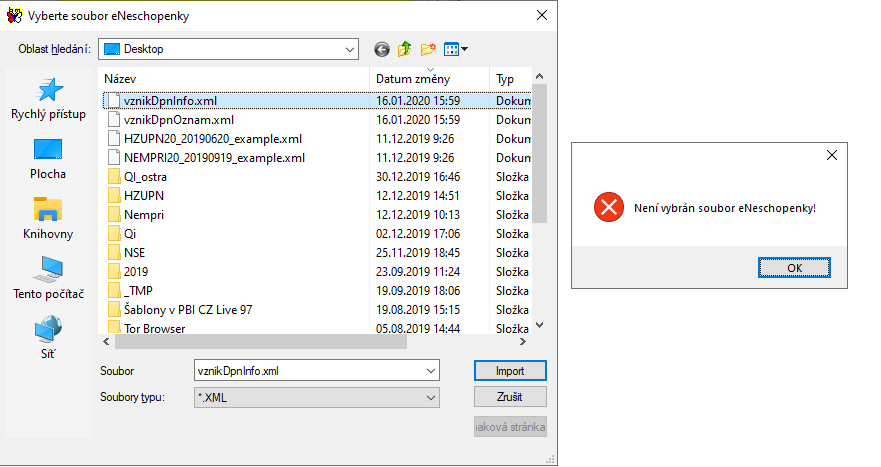 Vyberte soubor eNeschopenky
Oblast hledání:
Desktop
Rychlý přístup
Plocha
Knihovny
Tento počítač
Síť
Název Datum změny Typ
vznikDpnInfo.xml 16.01.2020 15:59 Dokum
vznikDpnOznam.xml 16.01.2020 15:59 Dokum
HZUPN20_20190620_example.xml 11.12.2019 9:26 Dokum
NEMPRI20_20190919_example.xml 11.12.2019 9:26 Dokum
QI_ostra 30.12.2019 16:46 Složka
HZUPN 12.12.2019 14:51 Složka
Nempri 12.12.2019 10:13 Složka
Qi 02.12.2019 17:06 Složka
NSE 25.11.2019 18:45 Složka
2019 23.09.2019 11:24 Složka
_TMP 19.09.2019 18:06 Složka
Šablony v PBI CZ Live 97 19.08.2019 15:15 Složka
Tor Browser 05.08.2019 14:44 Složka
Soubor vznikDpnInfo.xml Import
Soubory typu: *.XML Zrušit
naková stránka
Není vybrán soubor eNeschopenky!
OK